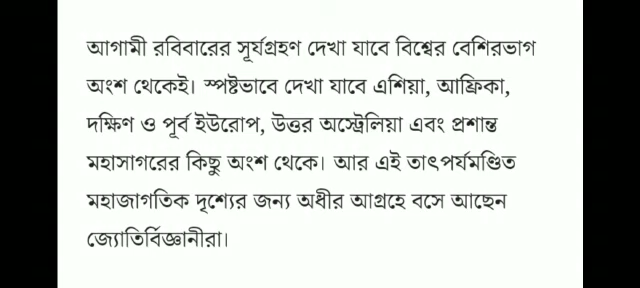 আগামী রবিবারের সূর্যগ্রহণ দেখা যাবে বিশ্বের বেশিরভাগ
অংশ থেকেই। স্পষ্টভাবে দেখা যাবে এশিয়া, আফ্রিকা,
দক্ষিণ ও পূর্ব ইউরোপ, উত্তর অস্ট্রেলিয়া এবং প্রশান্ত
মহাসাগরের কিছু অংশ থেকে। আর এই তাৎপর্যমণ্ডিত
মহাজাগতিক দৃশ্যের জন্য অধীর আগ্রহে বসে আছেন
জ্যোতির্বিজ্ঞানীরা।